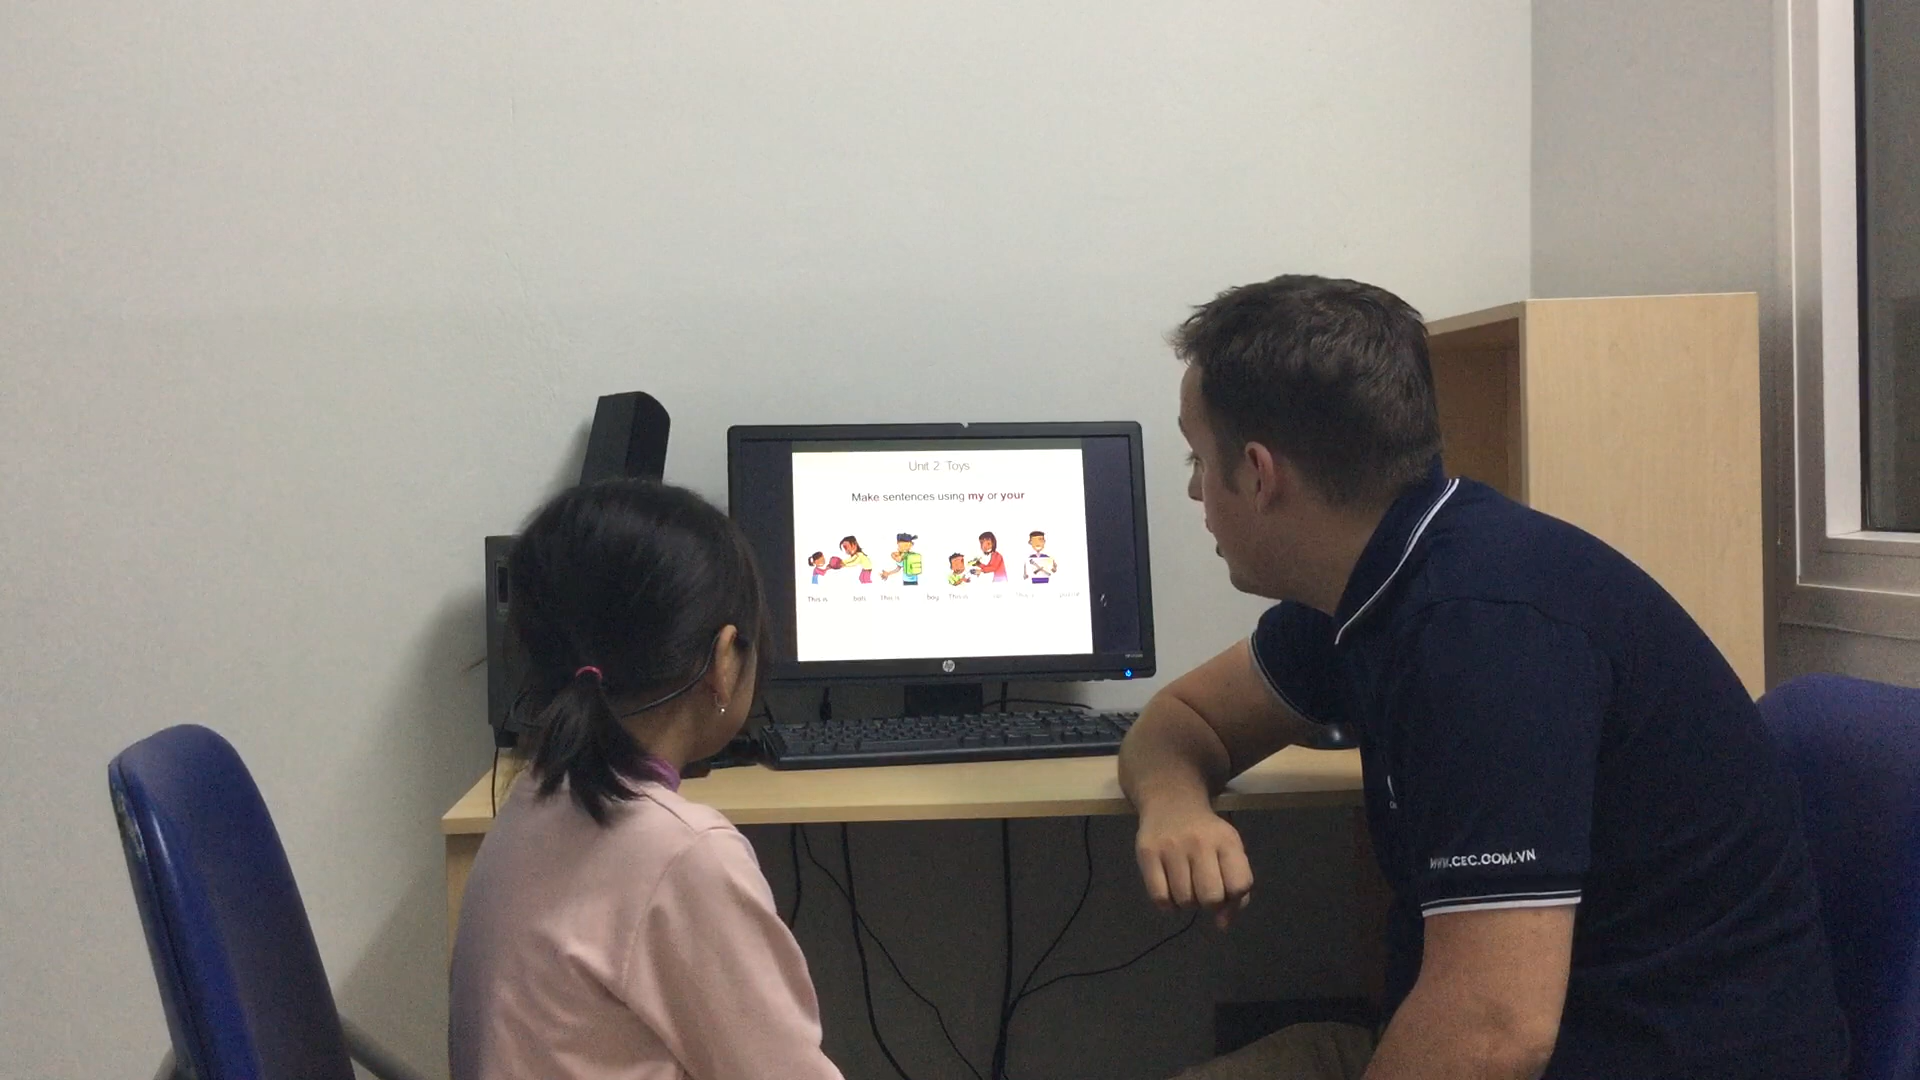 Unit 2 Toys
Make sentences using my or your
This is ball This is bag This is
WWW.CEC.COM.VN
hp